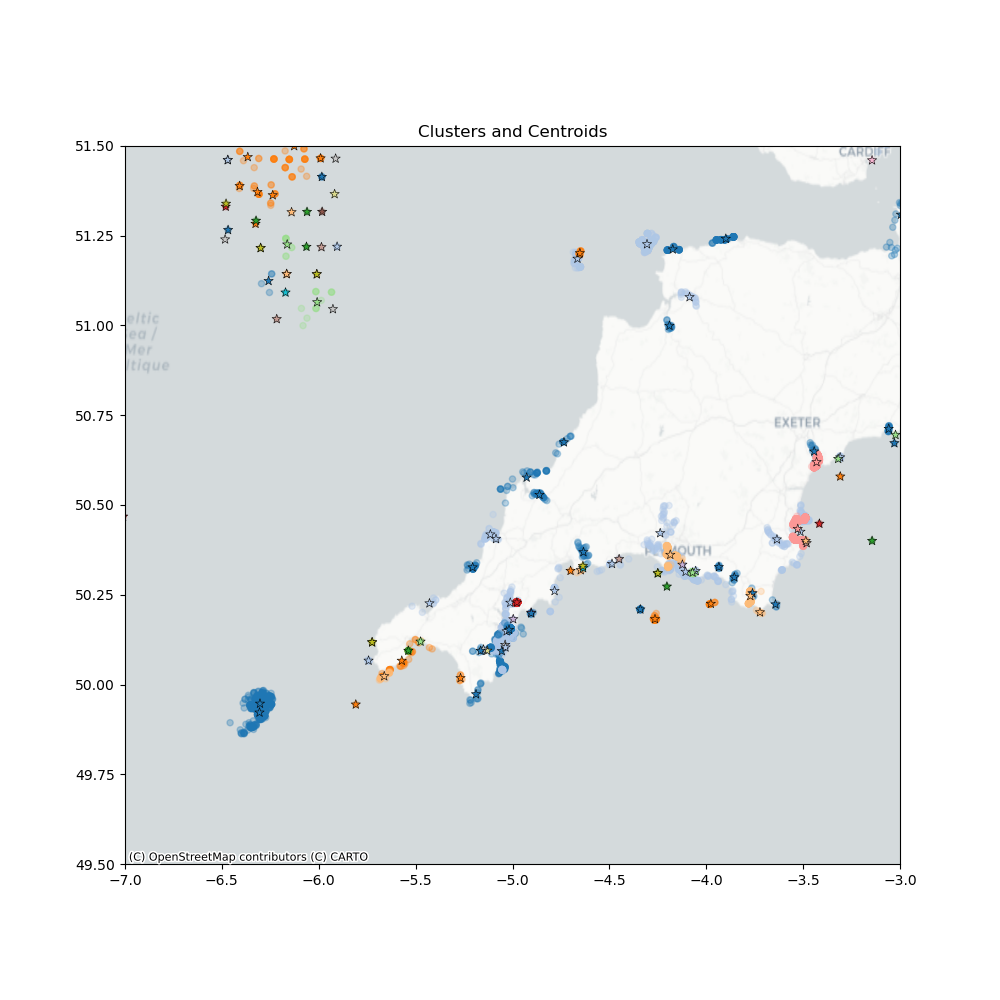 Clusters and Centroids
51.50
51.25
51.00
50.75
50.50
50.25
50.00
49.75
49.50
CARDIFF
eltic
Sea /
Mer
ltique
EXETER
MOUTH
(C) OpenStreetMap contributors (C) CARTO
−7.0 −6.5 −6.0 −5.5 −5.0 −4.5 −4.0 −3.5 −3.0